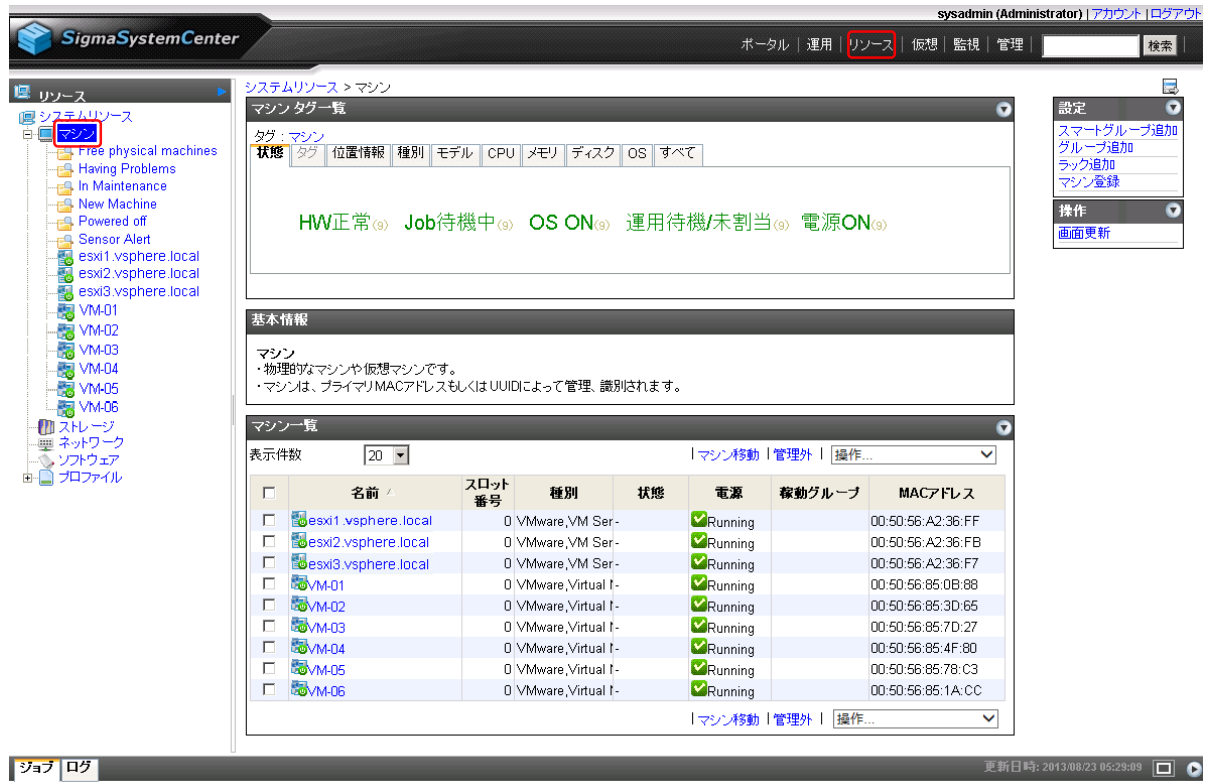 sysadmin (Administrator) | アカウント | ログアウト
SigmaSystemCenter
ポータル | 運用 | リソース | 仮想 | 監視 | 管理 | 検索 |
リソース
システムリソース
マシン
Free physical machines
Having Problems
In Maintenance
New Machine
Powered off
Sensor Alert
esxi1.vsphere.local
esxi2.vsphere.local
esxi3.vsphere.local
VM-01
VM-02
VM-03
VM-04
VM-05
VM-06
ストレージ
ネットワーク
ソフトウェア
プロファイル
システムリソース > マシン
マシン タグ一覧
タグ : マシン
状態 タグ 位置情報 種別 モデル CPU メモリ ディスク OS すべて
HW正常(9) Job待機中(9) OS ON(9) 運用待機/未割当(9) 電源ON(9)
基本情報
マシン
・物理的なマシンや仮想マシンです。
・マシンは、プライマリMACアドレスもしくはUUIDによって管理、識別されます。
マシン一覧
表示件数 20 | マシン移動 | 管理外 | 操作...
名前 スロット番号 種別 状態 電源 稼動グループ MACアドレス
esxi1.vsphere.local 0 VMware,VM Ser - Running 00:50:56:A2:36:FF
esxi2.vsphere.local 0 VMware,VM Ser - Running 00:50:56:A2:36:FB
esxi3.vsphere.local 0 VMware,VM Ser - Running 00:50:56:A2:36:F7
VM-01 0 VMware,Virtual - Running 00:50:56:85:0B:88
VM-02 0 VMware,Virtual - Running 00:50:56:85:3D:65
VM-03 0 VMware,Virtual - Running 00:50:56:85:7D:27
VM-04 0 VMware,Virtual - Running 00:50:56:85:4F:80
VM-05 0 VMware,Virtual - Running 00:50:56:85:78:C3
VM-06 0 VMware,Virtual - Running 00:50:56:85:1A:CC
| マシン移動 | 管理外 | 操作...
設定
スマートグループ追加
グループ追加
ラック追加
マシン登録
操作
画面更新
ジョブ ログ
更新日時: 2013/08/23 05:29:09